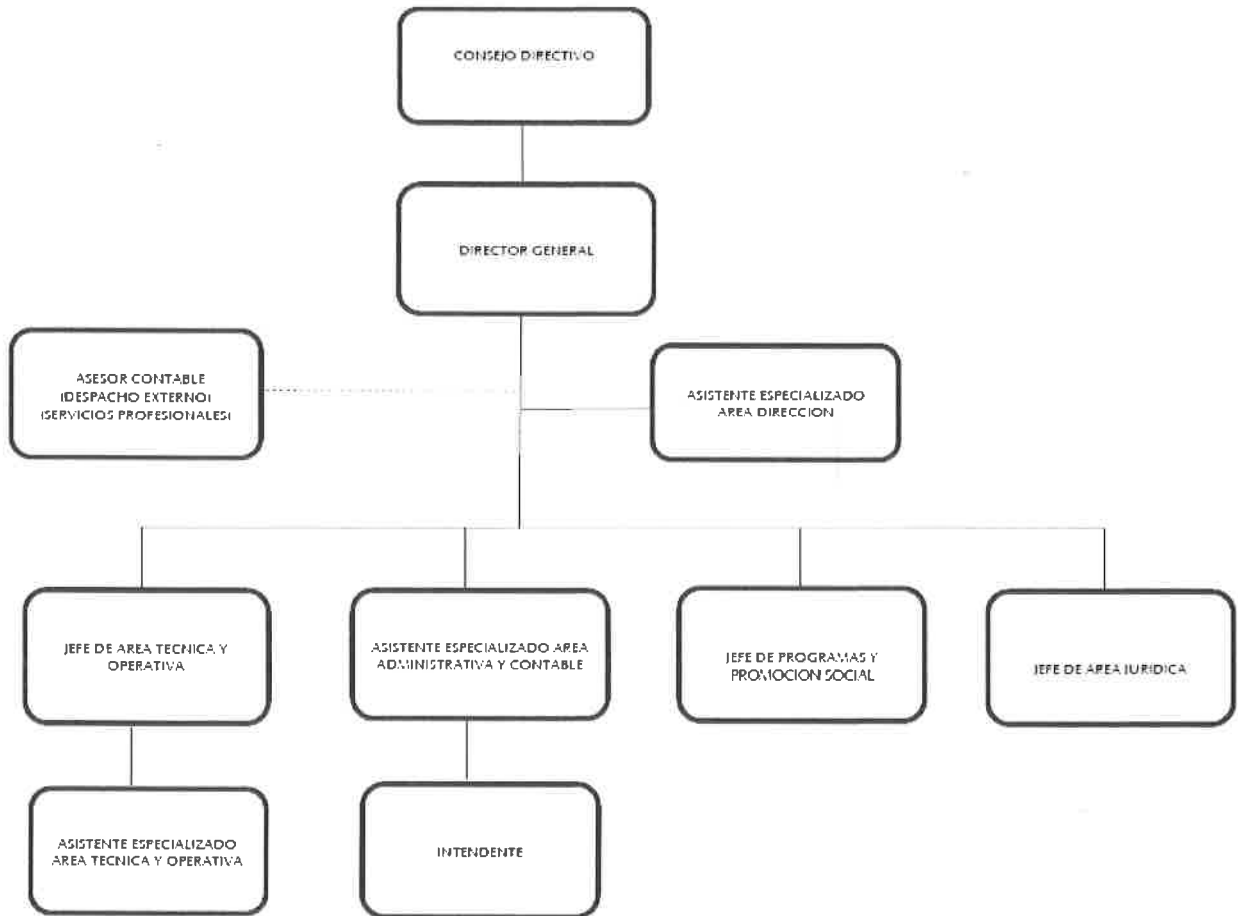 CONSEJO DIRECTIVO
DIRECTOR GENERAL
ASESOR CONTABLE
(DESPACHO EXTERNO)
(SERVICIOS PROFESIONALES)
ASISTENTE ESPECIALIZADO
AREA DIRECCION
JEFE DE AREA TECNICA Y
OPERATIVA
ASISTENTE ESPECIALIZADO AREA
ADMINISTRATIVA Y CONTABLE
JEFE DE PROGRAMAS Y
PROMOCION SOCIAL
JEFE DE AREA JURIDICA
ASISTENTE ESPECIALIZADO
AREA TECNICA Y OPERATIVA
INTENDENTE